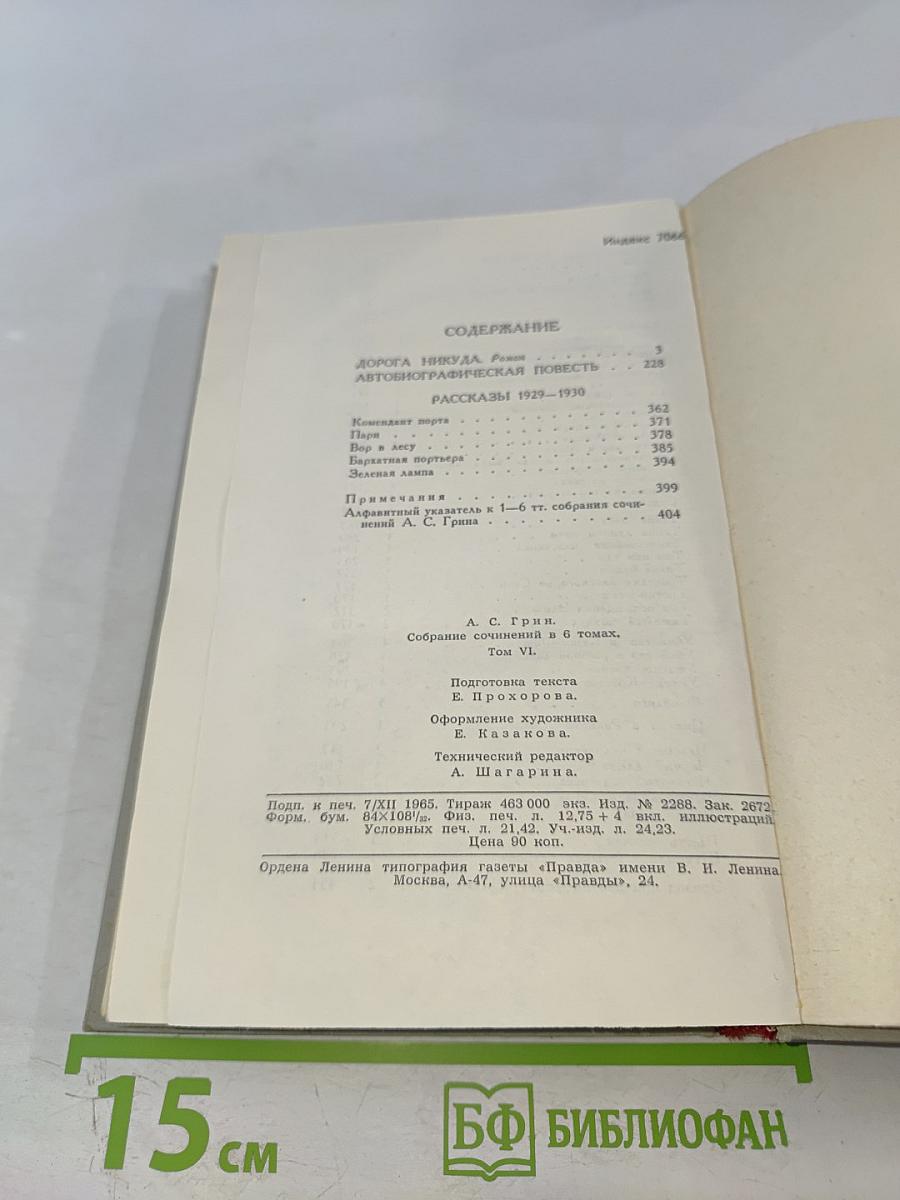 Индекс 7066
СОДЕРЖАНИЕ
ДОРОГА НИКУДА. Роман . . . . . . . 3
АВТОБИОГРАФИЧЕСКАЯ ПОВЕСТЬ . . 228
РАССКАЗЫ 1929—1930
Комендант порта . . . . . . . . . . . 362
Пари . . . . . . . . . . . . . . 371
Вор в лесу . . . . . . . . . . . . 378
Бархатная портьера . . . . . . . . . . 385
Зеленая лампа . . . . . . . . . . . . 394
Примечания . . . . . . . . . . . 399
Алфавитный указатель к 1—6 тт. собрания сочи-
нений А. С. Грина . . . . . . . . . . 404
А. С. Грин.
Собрание сочинений в 6 томах.
Том VI.
Подготовка текста
Е. Прохорова.
Оформление художника
Е. Казакова.
Технический редактор
А. Шагарина.
Подп. к печ. 7/XII 1965. Тираж 463 000 экз. Изд. № 2288. Зак. 2672.
Форм. бум. 84×108¹/₃₂. Физ. печ. л. 12,75 + 4 вкл. иллюстраций.
Условных печ. л. 21,42. Уч.-изд. л. 24,23.
Цена 90 коп.
Ордена Ленина типография газеты «Правда» имени В. И. Ленина.
Москва, А-47, улица «Правды», 24.
15 см
БФ БИБЛИОФАН